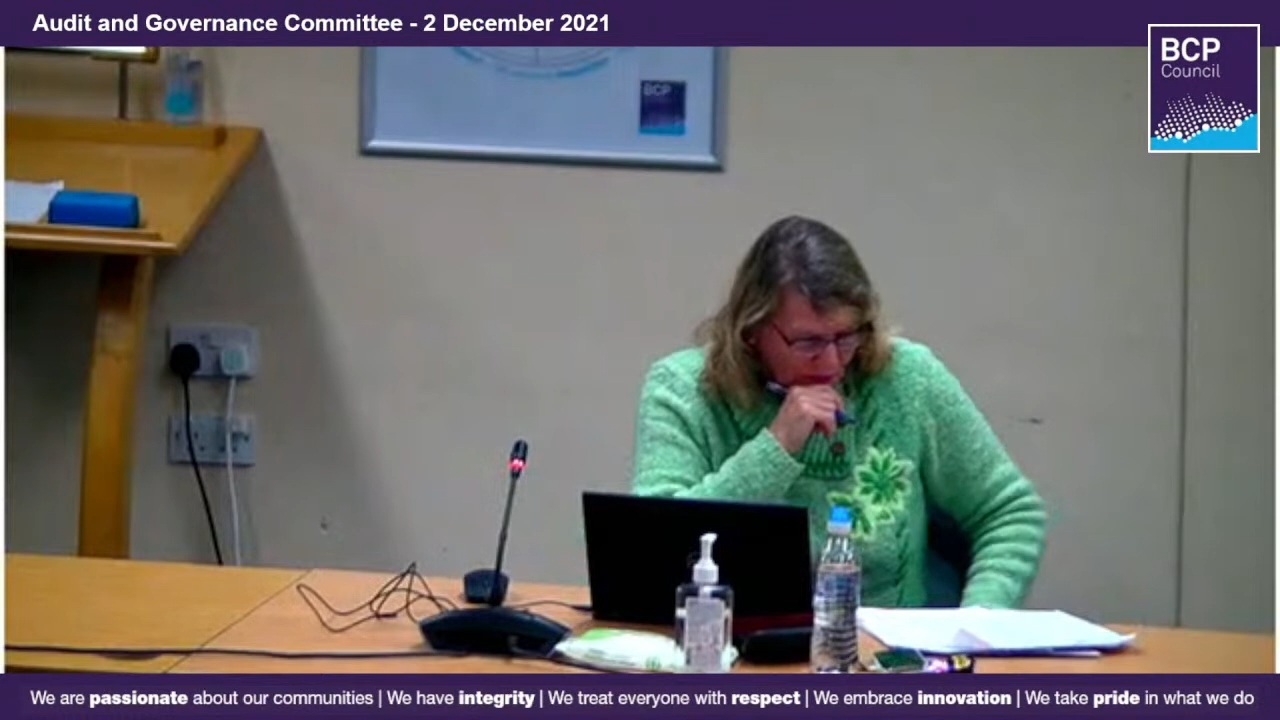 Audit and Governance Committee - 2 December 2021
BCP
Council
BCP
We are passionate about our communities | We have integrity | We treat everyone with respect | We embrace innovation | We take pride in what we do